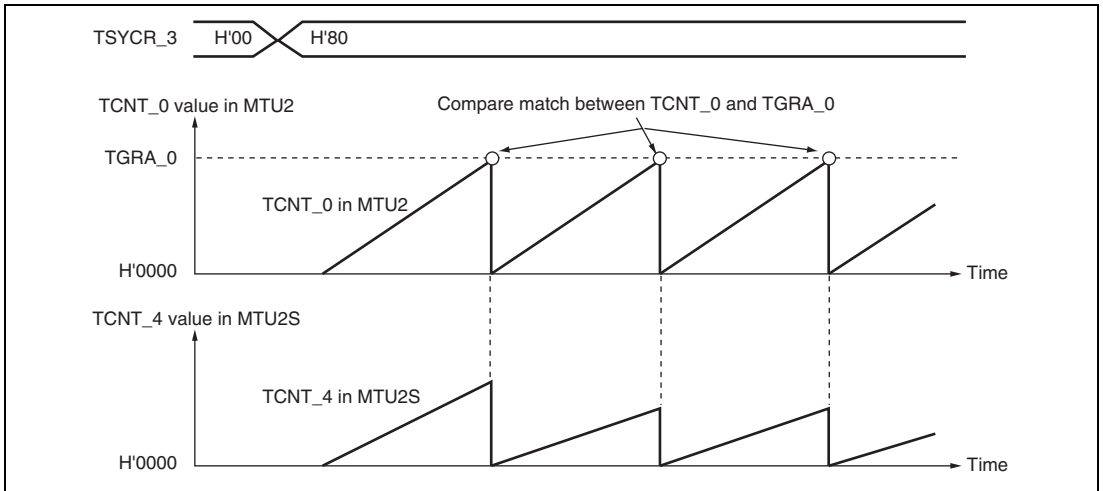 TSYCR_3 H'00 H'80
TCNT_0 value in MTU2 Compare match between TCNT_0 and TGRA_0
TGRA_0
TCNT_0 in MTU2
H'0000 Time
TCNT_4 value in MTU2S
TCNT_4 in MTU2S
H'0000 Time